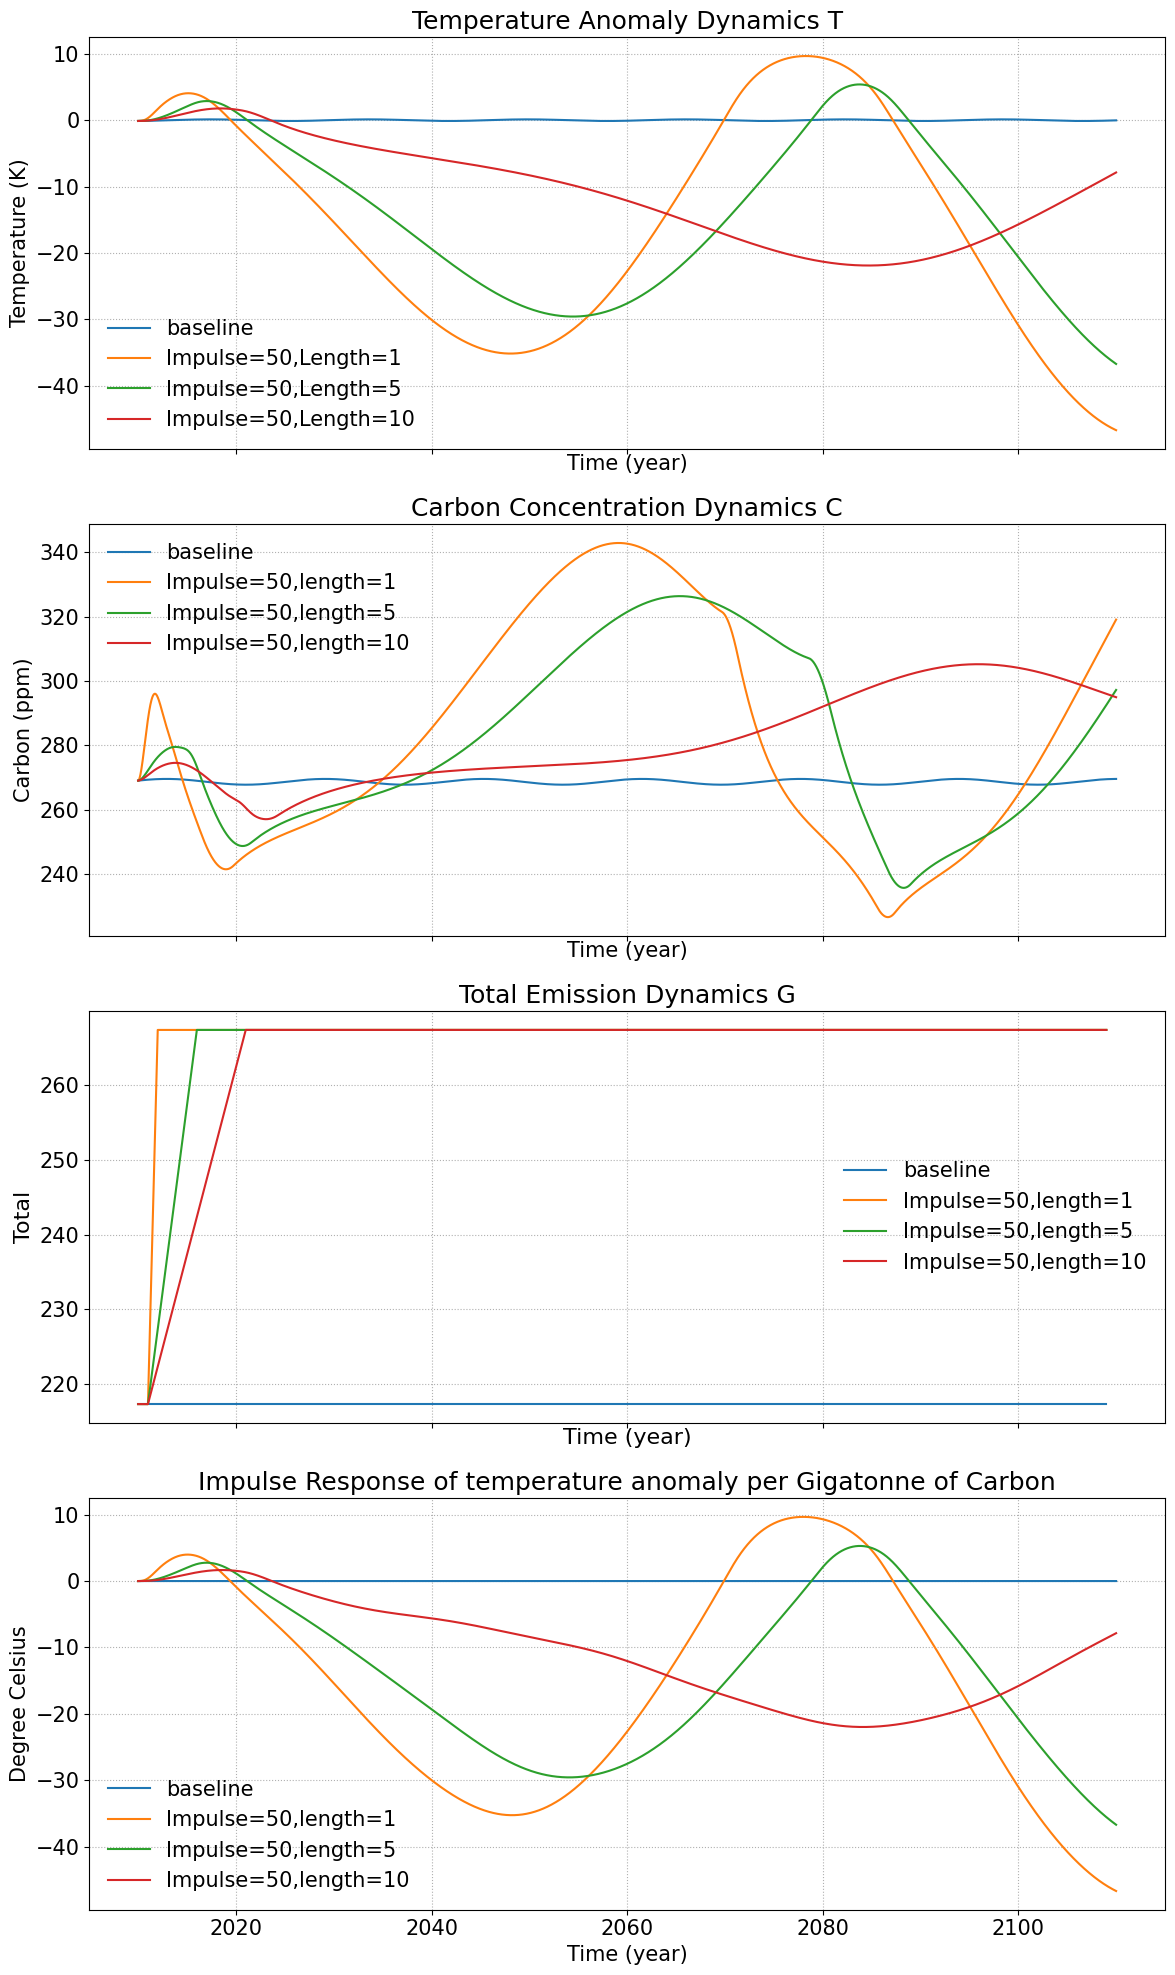 Temperature Anomaly Dynamics T
10
0
−10
−20
−30
−40
Temperature (K)
baseline
Impulse=50,Length=1
Impulse=50,Length=5
Impulse=50,Length=10
Time (year)
Carbon Concentration Dynamics C
340
320
300
280
260
240
Carbon (ppm)
baseline
Impulse=50,length=1
Impulse=50,length=5
Impulse=50,length=10
Time (year)
Total Emission Dynamics G
260
250
240
230
220
Total
baseline
Impulse=50,length=1
Impulse=50,length=5
Impulse=50,length=10
Time (year)
Impulse Response of temperature anomaly per Gigatonne of Carbon
10
0
−10
−20
−30
−40
Degree Celsius
baseline
Impulse=50,length=1
Impulse=50,length=5
Impulse=50,length=10
2020 2040 2060 2080 2100
Time (year)